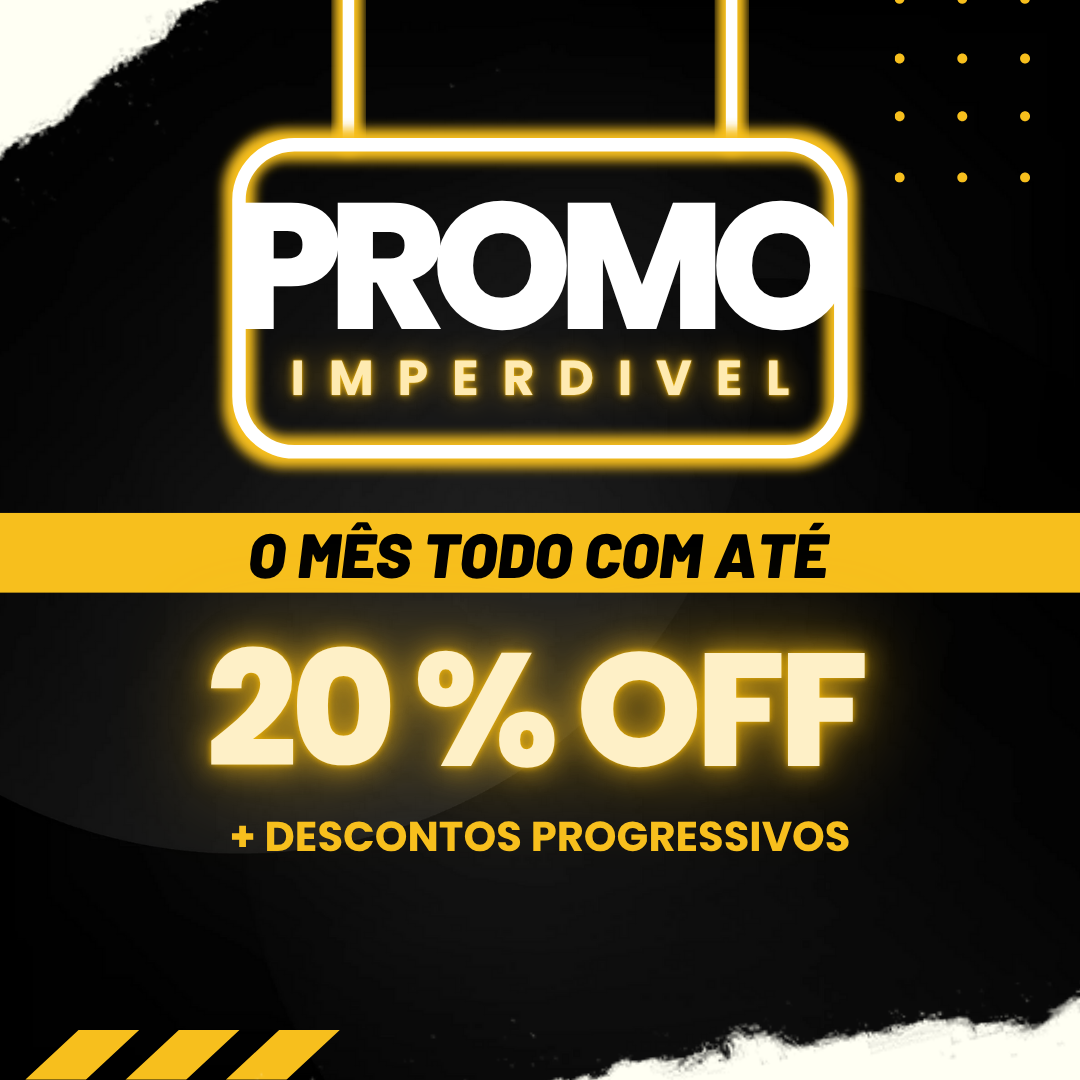 PROMO
IMPERDIVEL
O MÊS TODO COM ATÉ
20 % OFF
+ DESCONTOS PROGRESSIVOS